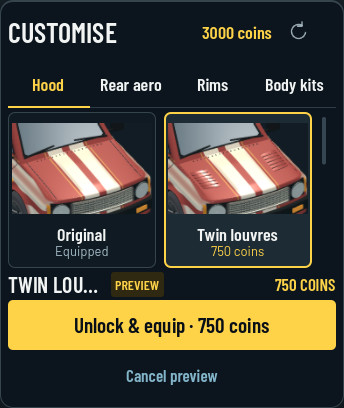 CUSTOMISE 3000 coins
Hood Rear aero Rims Body kits
Original Twin louvres
Equipped 750 coins
TWIN LOU... PREVIEW 750 COINS
Unlock & equip · 750 coins
Cancel preview